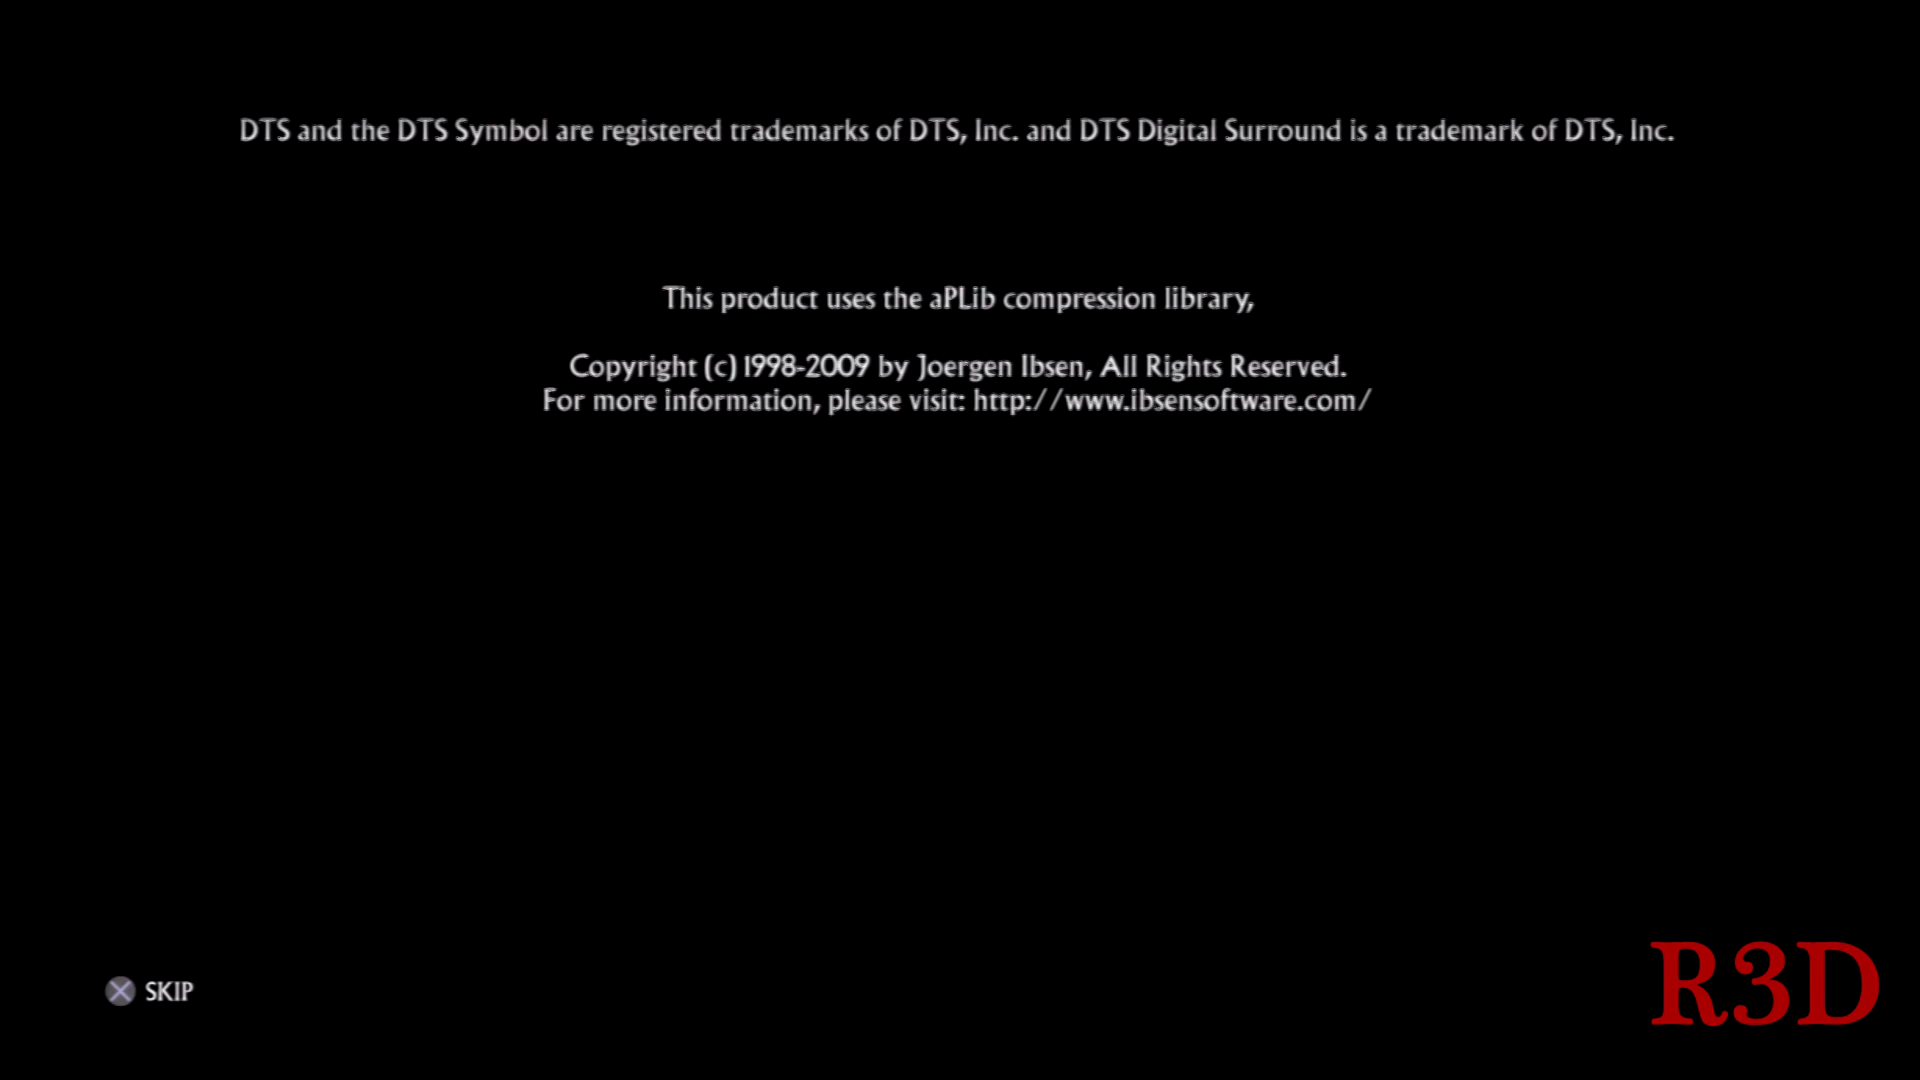 DTS and the DTS Symbol are registered trademarks of DTS, Inc. and DTS Digital Surround is a trademark of DTS, Inc.
This product uses the aPLib compression library,
Copyright (c) 1998-2009 by Joergen Ibsen, All Rights Reserved.
For more information, please visit: http://www.ibsensoftware.com/
SKIP
R3D